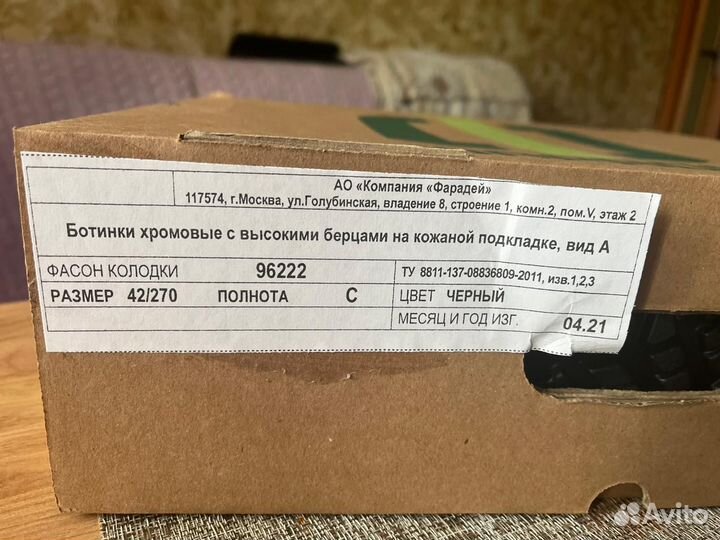 АО «Компания «Фарадей»
117574, г.Москва, ул.Голубинская, владение 8, строение 1, комн.2, пом.V, этаж 2
Ботинки хромовые с высокими берцами на кожаной подкладке, вид А
ФАСОН КОЛОДКИ 96222 ТУ 8811-137-08836809-2011, изв.1,2,3
РАЗМЕР 42/270 ПОЛНОТА С ЦВЕТ ЧЕРНЫЙ
МЕСЯЦ И ГОД ИЗГ. 04.21
Avito